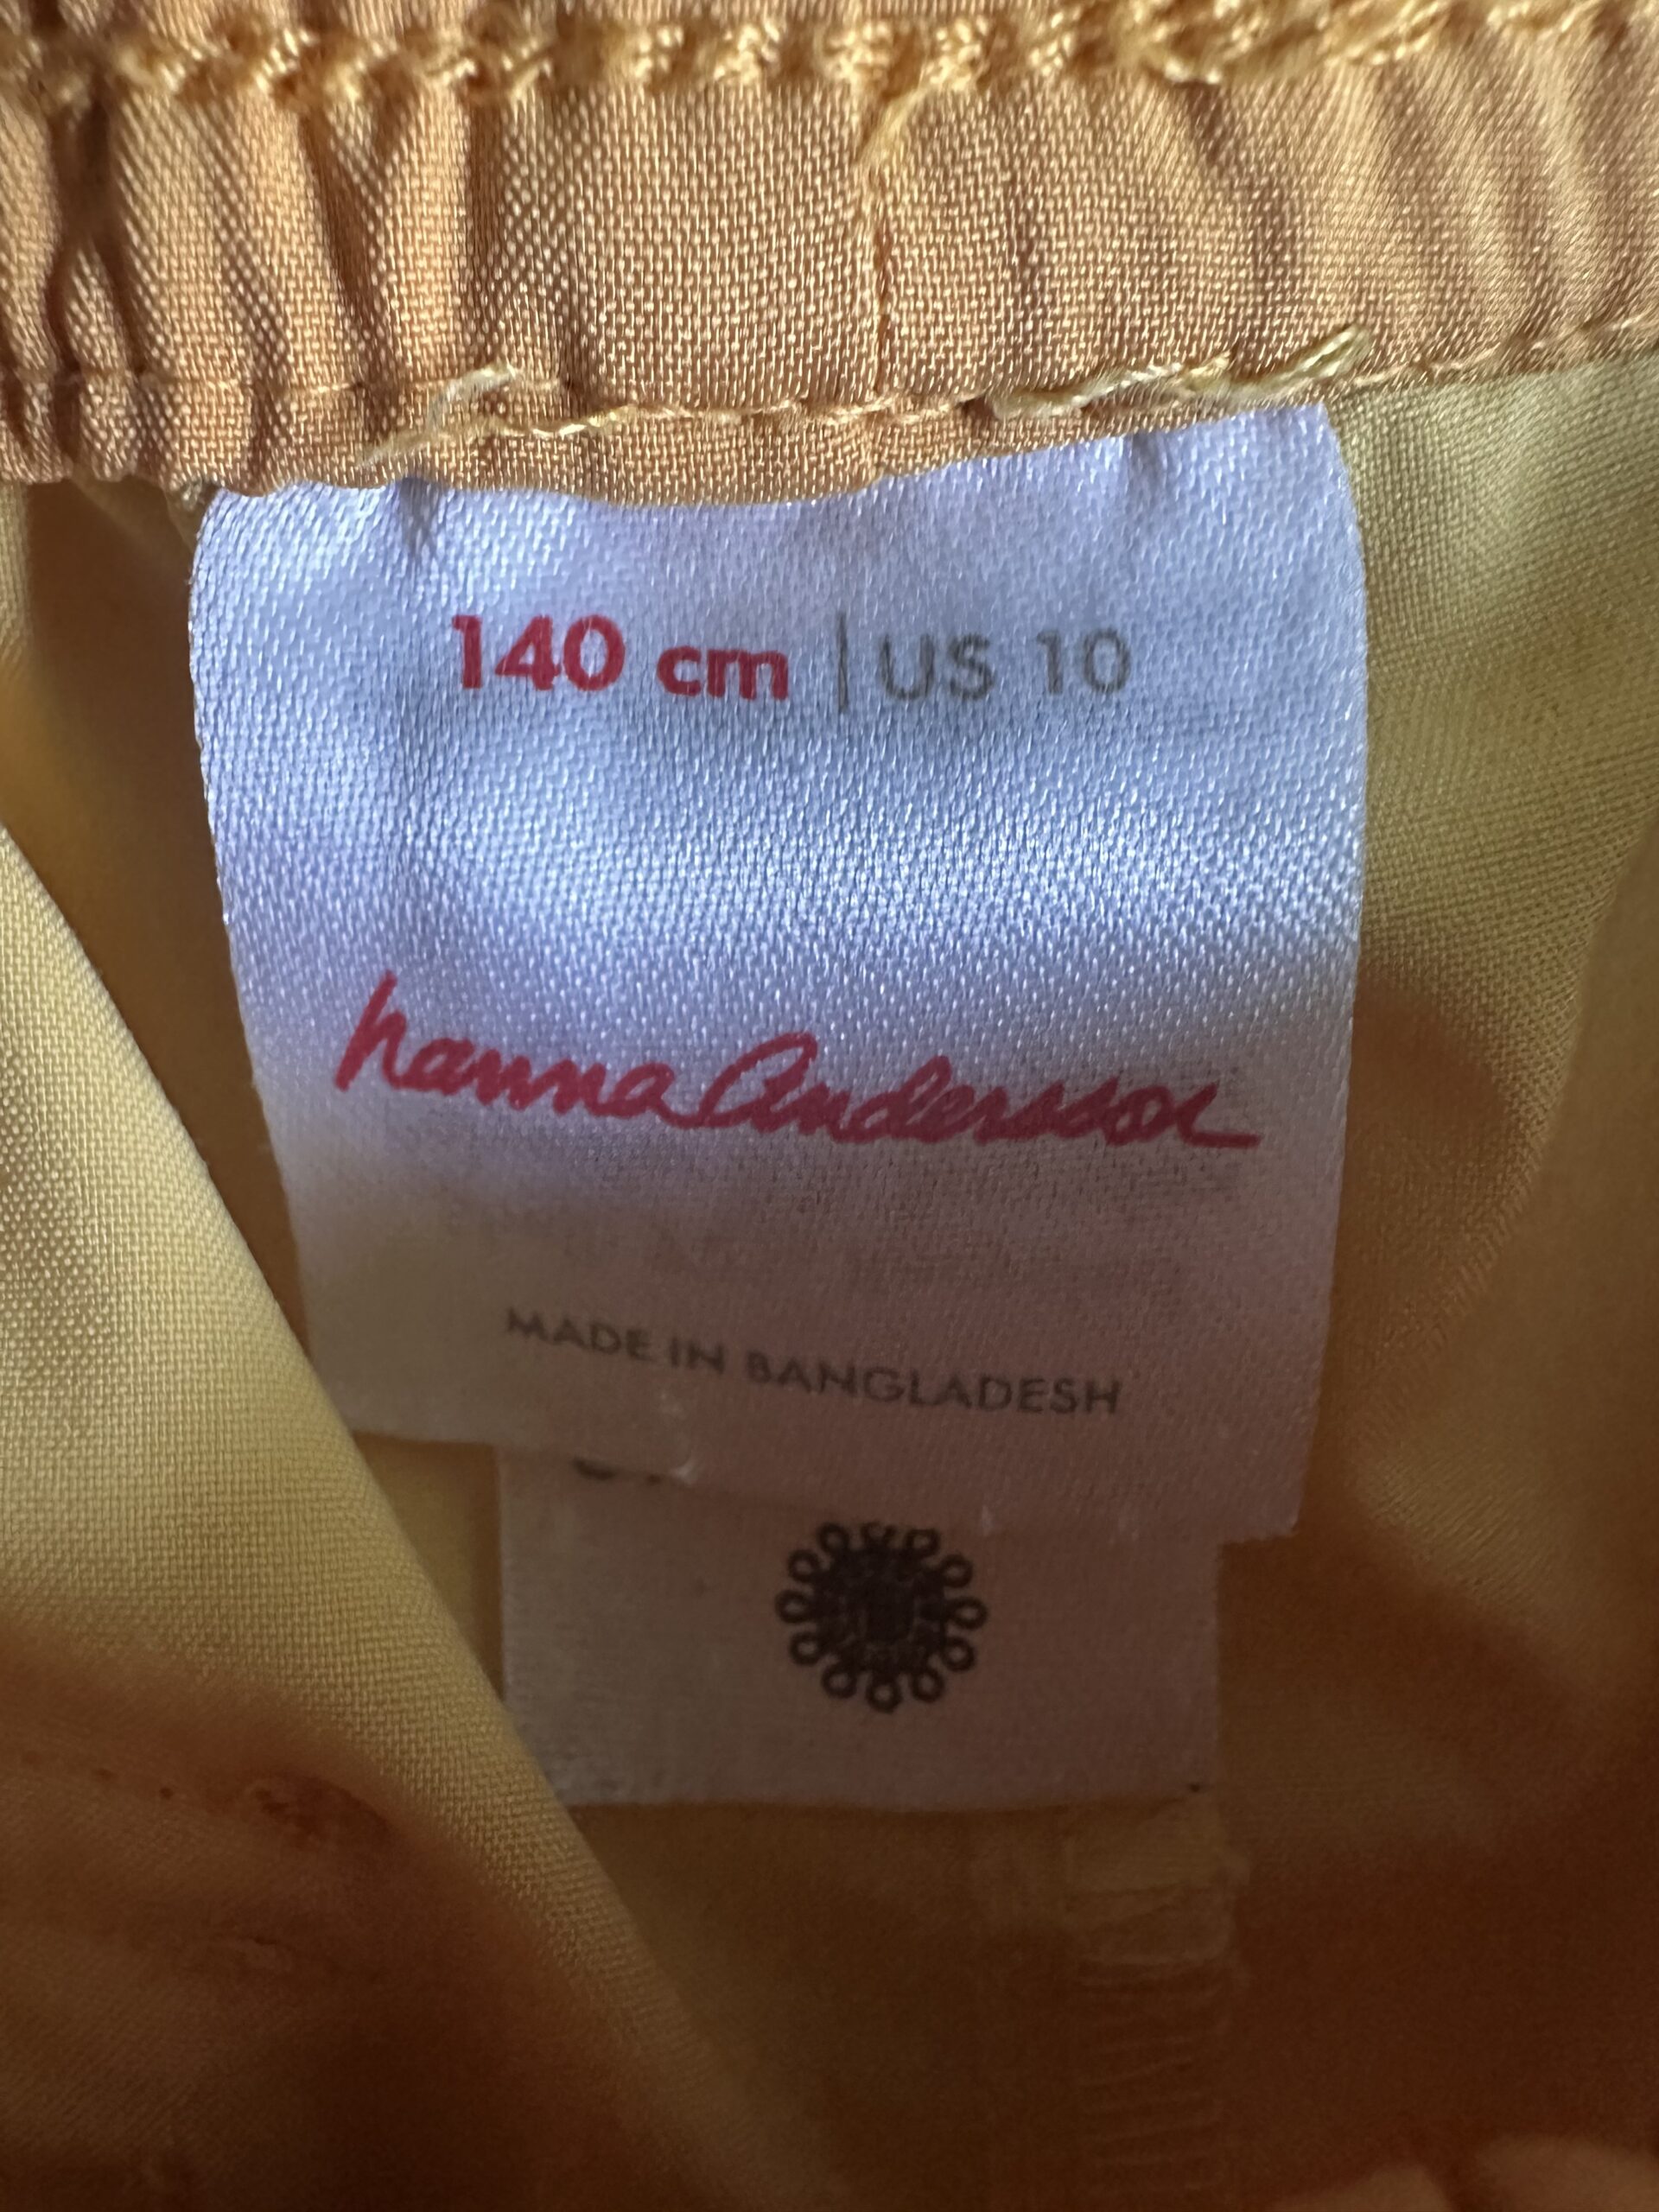 140 cm | US 10
hanna Andersson
MADE IN BANGLADESH